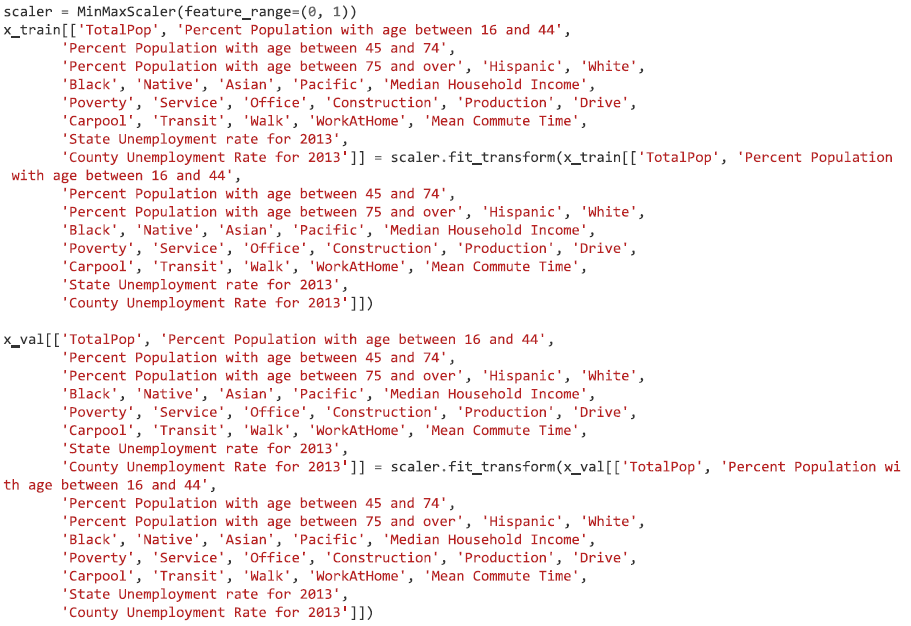 scaler = MinMaxScaler(feature_range=(0, 1))
x_train[['TotalPop', 'Percent Population with age between 16 and 44',
'Percent Population with age between 45 and 74',
'Percent Population with age between 75 and over', 'Hispanic', 'White',
'Black', 'Native', 'Asian', 'Pacific', 'Median Household Income',
'Poverty', 'Service', 'Office', 'Construction', 'Production', 'Drive',
'Carpool', 'Transit', 'Walk', 'WorkAtHome', 'Mean Commute Time',
'State Unemployment rate for 2013',
'County Unemployment Rate for 2013']] = scaler.fit_transform(x_train[['TotalPop', 'Percent Population
with age between 16 and 44',
'Percent Population with age between 45 and 74',
'Percent Population with age between 75 and over', 'Hispanic', 'White',
'Black', 'Native', 'Asian', 'Pacific', 'Median Household Income',
'Poverty', 'Service', 'Office', 'Construction', 'Production', 'Drive',
'Carpool', 'Transit', 'Walk', 'WorkAtHome', 'Mean Commute Time',
'State Unemployment rate for 2013',
'County Unemployment Rate for 2013']])
x_val[['TotalPop', 'Percent Population with age between 16 and 44',
'Percent Population with age between 45 and 74',
'Percent Population with age between 75 and over', 'Hispanic', 'White',
'Black', 'Native', 'Asian', 'Pacific', 'Median Household Income',
'Poverty', 'Service', 'Office', 'Construction', 'Production', 'Drive',
'Carpool', 'Transit', 'Walk', 'WorkAtHome', 'Mean Commute Time',
'State Unemployment rate for 2013',
'County Unemployment Rate for 2013']] = scaler.fit_transform(x_val[['TotalPop', 'Percent Population wi
th age between 16 and 44',
'Percent Population with age between 45 and 74',
'Percent Population with age between 75 and over', 'Hispanic', 'White',
'Black', 'Native', 'Asian', 'Pacific', 'Median Household Income',
'Poverty', 'Service', 'Office', 'Construction', 'Production', 'Drive',
'Carpool', 'Transit', 'Walk', 'WorkAtHome', 'Mean Commute Time',
'State Unemployment rate for 2013',
'County Unemployment Rate for 2013']])